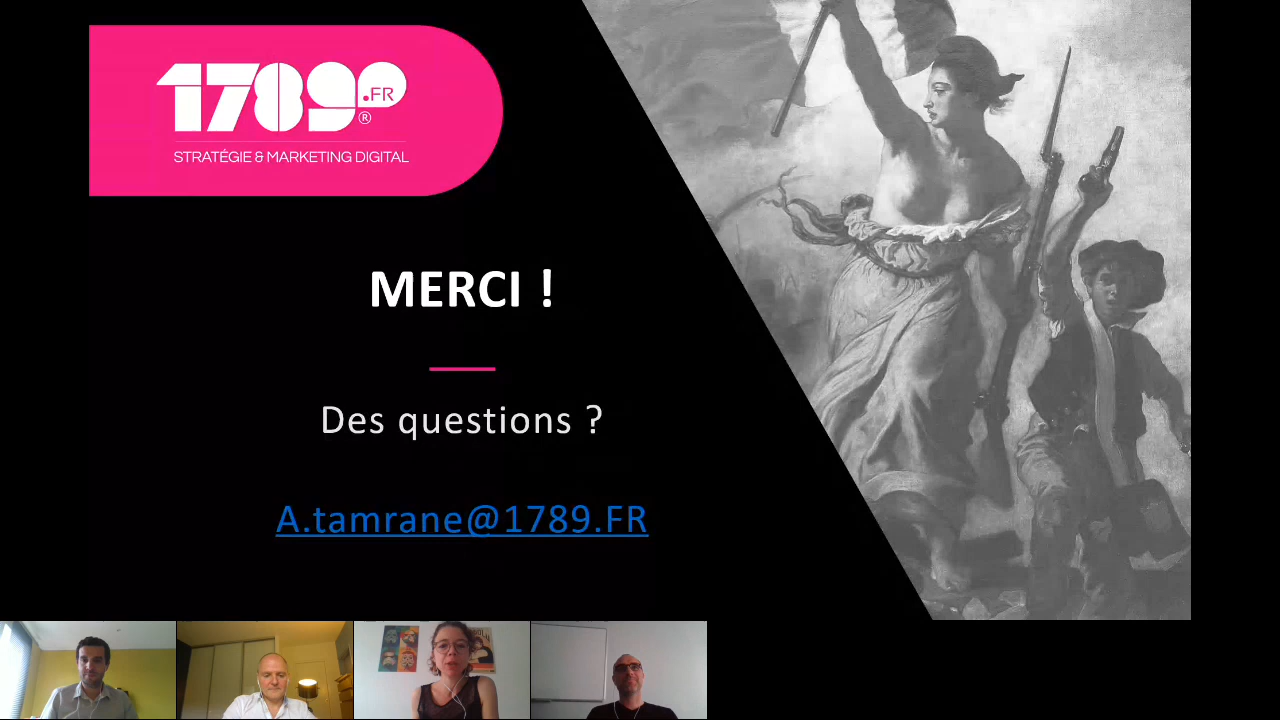 1789.FR®
STRATÉGIE & MARKETING DIGITAL
MERCI !
Des questions ?
A.tamrane@1789.FR